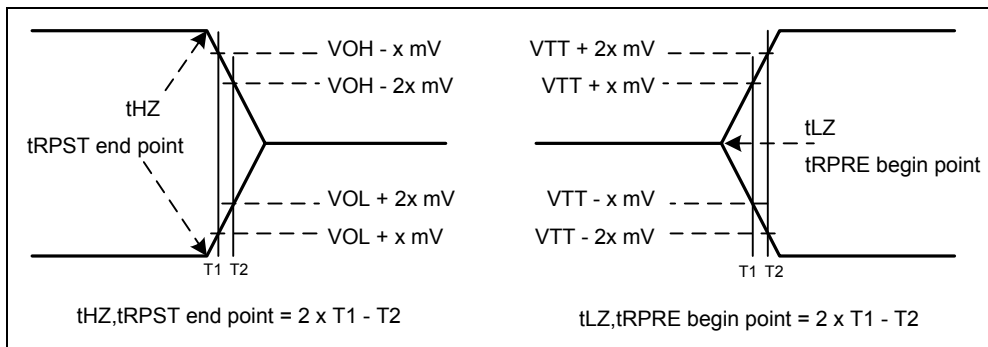 VOH - x mV
VOH - 2x mV
tHZ
tRPST end point
VOL + 2x mV
VOL + x mV
T1 T2
tHZ,tRPST end point = 2 x T1 - T2
VTT + 2x mV
VTT + x mV
tLZ
tRPRE begin point
VTT - x mV
VTT - 2x mV
T1 T2
tLZ,tRPRE begin point = 2 x T1 - T2